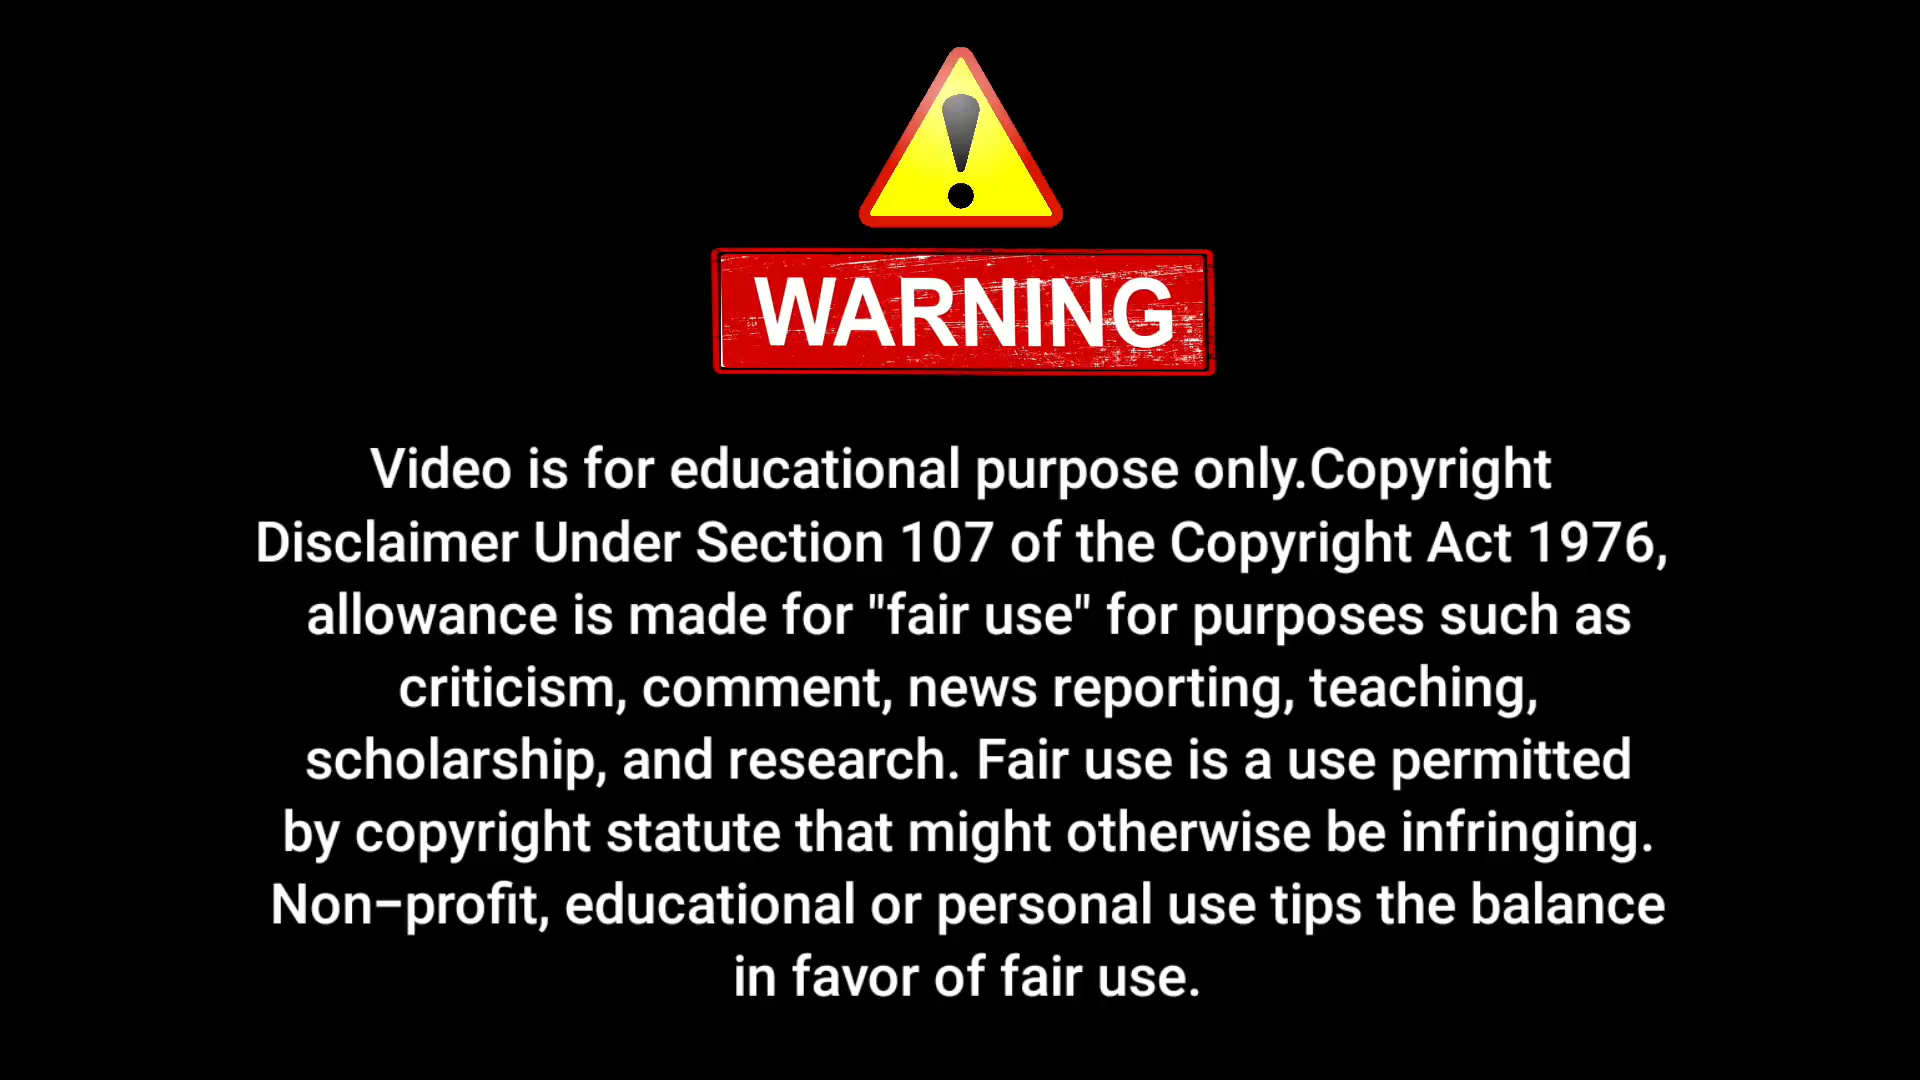 WARNING
Video is for educational purpose only.Copyright
Disclaimer Under Section 107 of the Copyright Act 1976,
allowance is made for "fair use" for purposes such as
criticism, comment, news reporting, teaching,
scholarship, and research. Fair use is a use permitted
by copyright statute that might otherwise be infringing.
Non-profit, educational or personal use tips the balance
in favor of fair use.